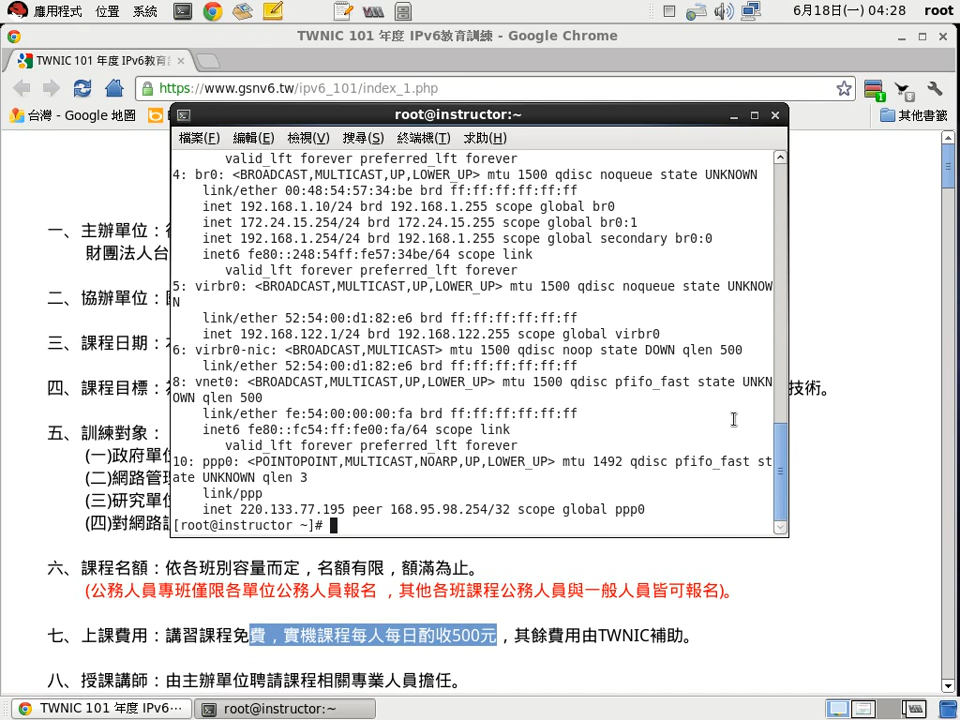 應用程式 位置 系統
6月18日(一) 04:28 root
TWNIC 101 年度 IPv6教育訓練 - Google Chrome
TWNIC 101 年度 IPv6教育
https://www.gsnv6.tw/ipv6_101/index_1.php
台灣 - Google 地圖
其他書籤
root@instructor:~
檔案(F) 編輯(E) 檢視(V) 搜尋(S) 終端機(T) 求助(H)
valid_lft forever preferred_lft forever
4: br0: <BROADCAST,MULTICAST,UP,LOWER_UP> mtu 1500 qdisc noqueue state UNKNOWN
link/ether 00:48:54:57:34:be brd ff:ff:ff:ff:ff:ff
inet 192.168.1.10/24 brd 192.168.1.255 scope global br0
inet 172.24.15.254/24 brd 172.24.15.255 scope global br0:1
inet 192.168.1.254/24 brd 192.168.1.255 scope global secondary br0:0
inet6 fe80::248:54ff:fe57:34be/64 scope link
valid_lft forever preferred_lft forever
5: virbr0: <BROADCAST,MULTICAST,UP,LOWER_UP> mtu 1500 qdisc noqueue state UNKNOW
N
link/ether 52:54:00:d1:82:e6 brd ff:ff:ff:ff:ff:ff
inet 192.168.122.1/24 brd 192.168.122.255 scope global virbr0
6: virbr0-nic: <BROADCAST,MULTICAST> mtu 1500 qdisc noop state DOWN qlen 500
link/ether 52:54:00:d1:82:e6 brd ff:ff:ff:ff:ff:ff
8: vnet0: <BROADCAST,MULTICAST,UP,LOWER_UP> mtu 1500 qdisc pfifo_fast state UNKN
OWN qlen 500
link/ether fe:54:00:00:00:fa brd ff:ff:ff:ff:ff:ff
inet6 fe80::fc54:ff:fe00:fa/64 scope link
valid_lft forever preferred_lft forever
10: ppp0: <POINTOPOINT,MULTICAST,NOARP,UP,LOWER_UP> mtu 1492 qdisc pfifo_fast st
ate UNKNOWN qlen 3
link/ppp
inet 220.133.77.195 peer 168.95.98.254/32 scope global ppp0
[root@instructor ~]#
一、主辦單位：
財團法人台
二、協辦單位：
三、課程日期：
四、課程目標： 技術。
五、訓練對象：
(一)政府單位
(二)網路管理
(三)研究單位
(四)對網路
六、課程名額：依各班別容量而定，名額有限，額滿為止。
(公務人員專班僅限各單位公務人員報名 ，其他各班課程公務人員與一般人員皆可報名)。
七、上課費用：講習課程免費，實機課程每人每日酌收500元，其餘費用由TWNIC補助。
八、授課講師：由主辦單位聘請課程相關專業人員擔任。
TWNIC 101 年度 IPv6⋯ root@instructor:~